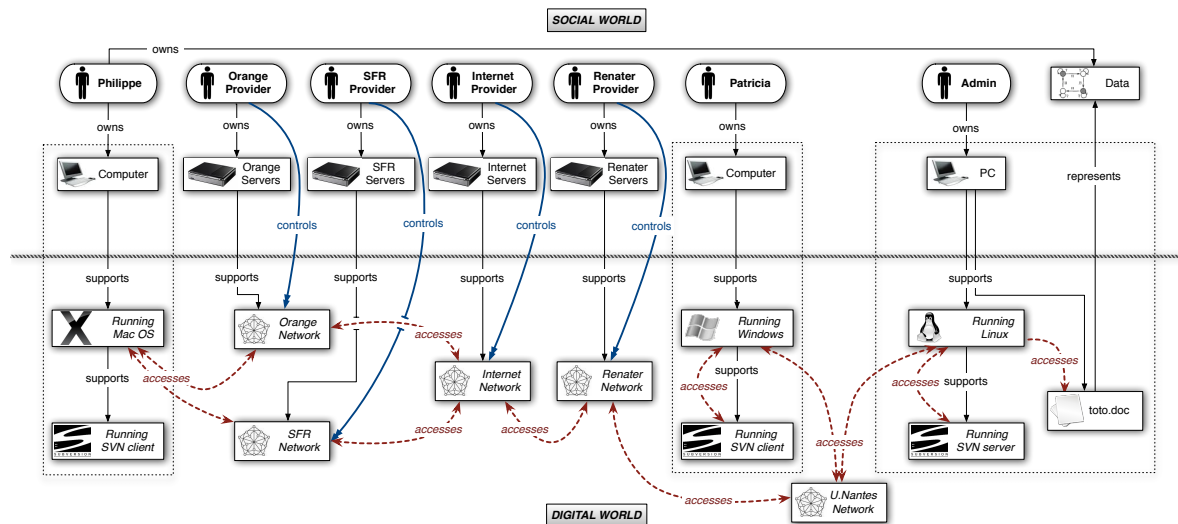 SOCIAL WORLD
owns
Philippe
Orange
Provider
SFR
Provider
Internet
Provider
Renater
Provider
Patricia
Admin
Data
owns
owns
owns
owns
owns
owns
owns
Computer
Orange
Servers
SFR
Servers
Internet
Servers
Renater
Servers
Computer
PC
represents
controls
controls
controls
controls
supports
supports
supports
supports
supports
supports
supports
Running
Mac OS
Orange
Network
Running
Windows
Running
Linux
accesses
Internet
Network
Renater
Network
supports
accesses
accesses
supports
accesses
supports
accesses
toto.doc
Running
SVN client
SFR
Network
accesses
accesses
Running
SVN client
accesses
Running
SVN server
SUBVERSION
SUBVERSION
SUBVERSION
accesses
U.Nantes
Network
DIGITAL WORLD